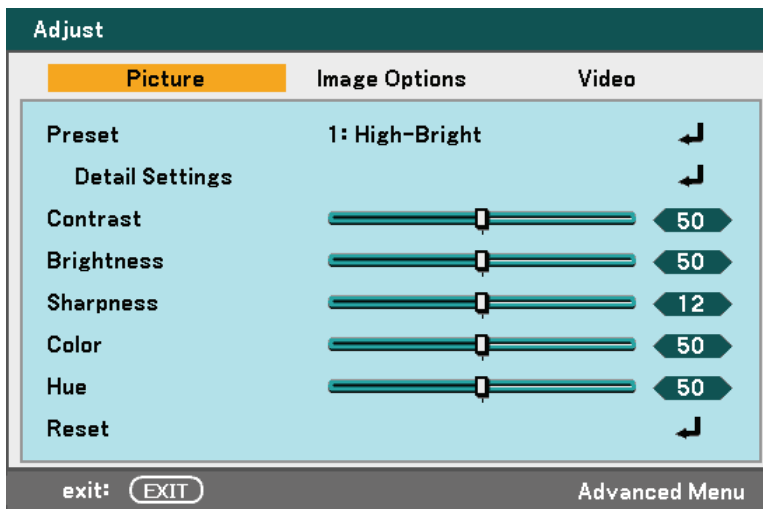 Adjust
Picture Image Options Video
Preset 1: High-Bright
Detail Settings
Contrast 50
Brightness 50
Sharpness 12
Color 50
Hue 50
Reset
exit: EXIT Advanced Menu